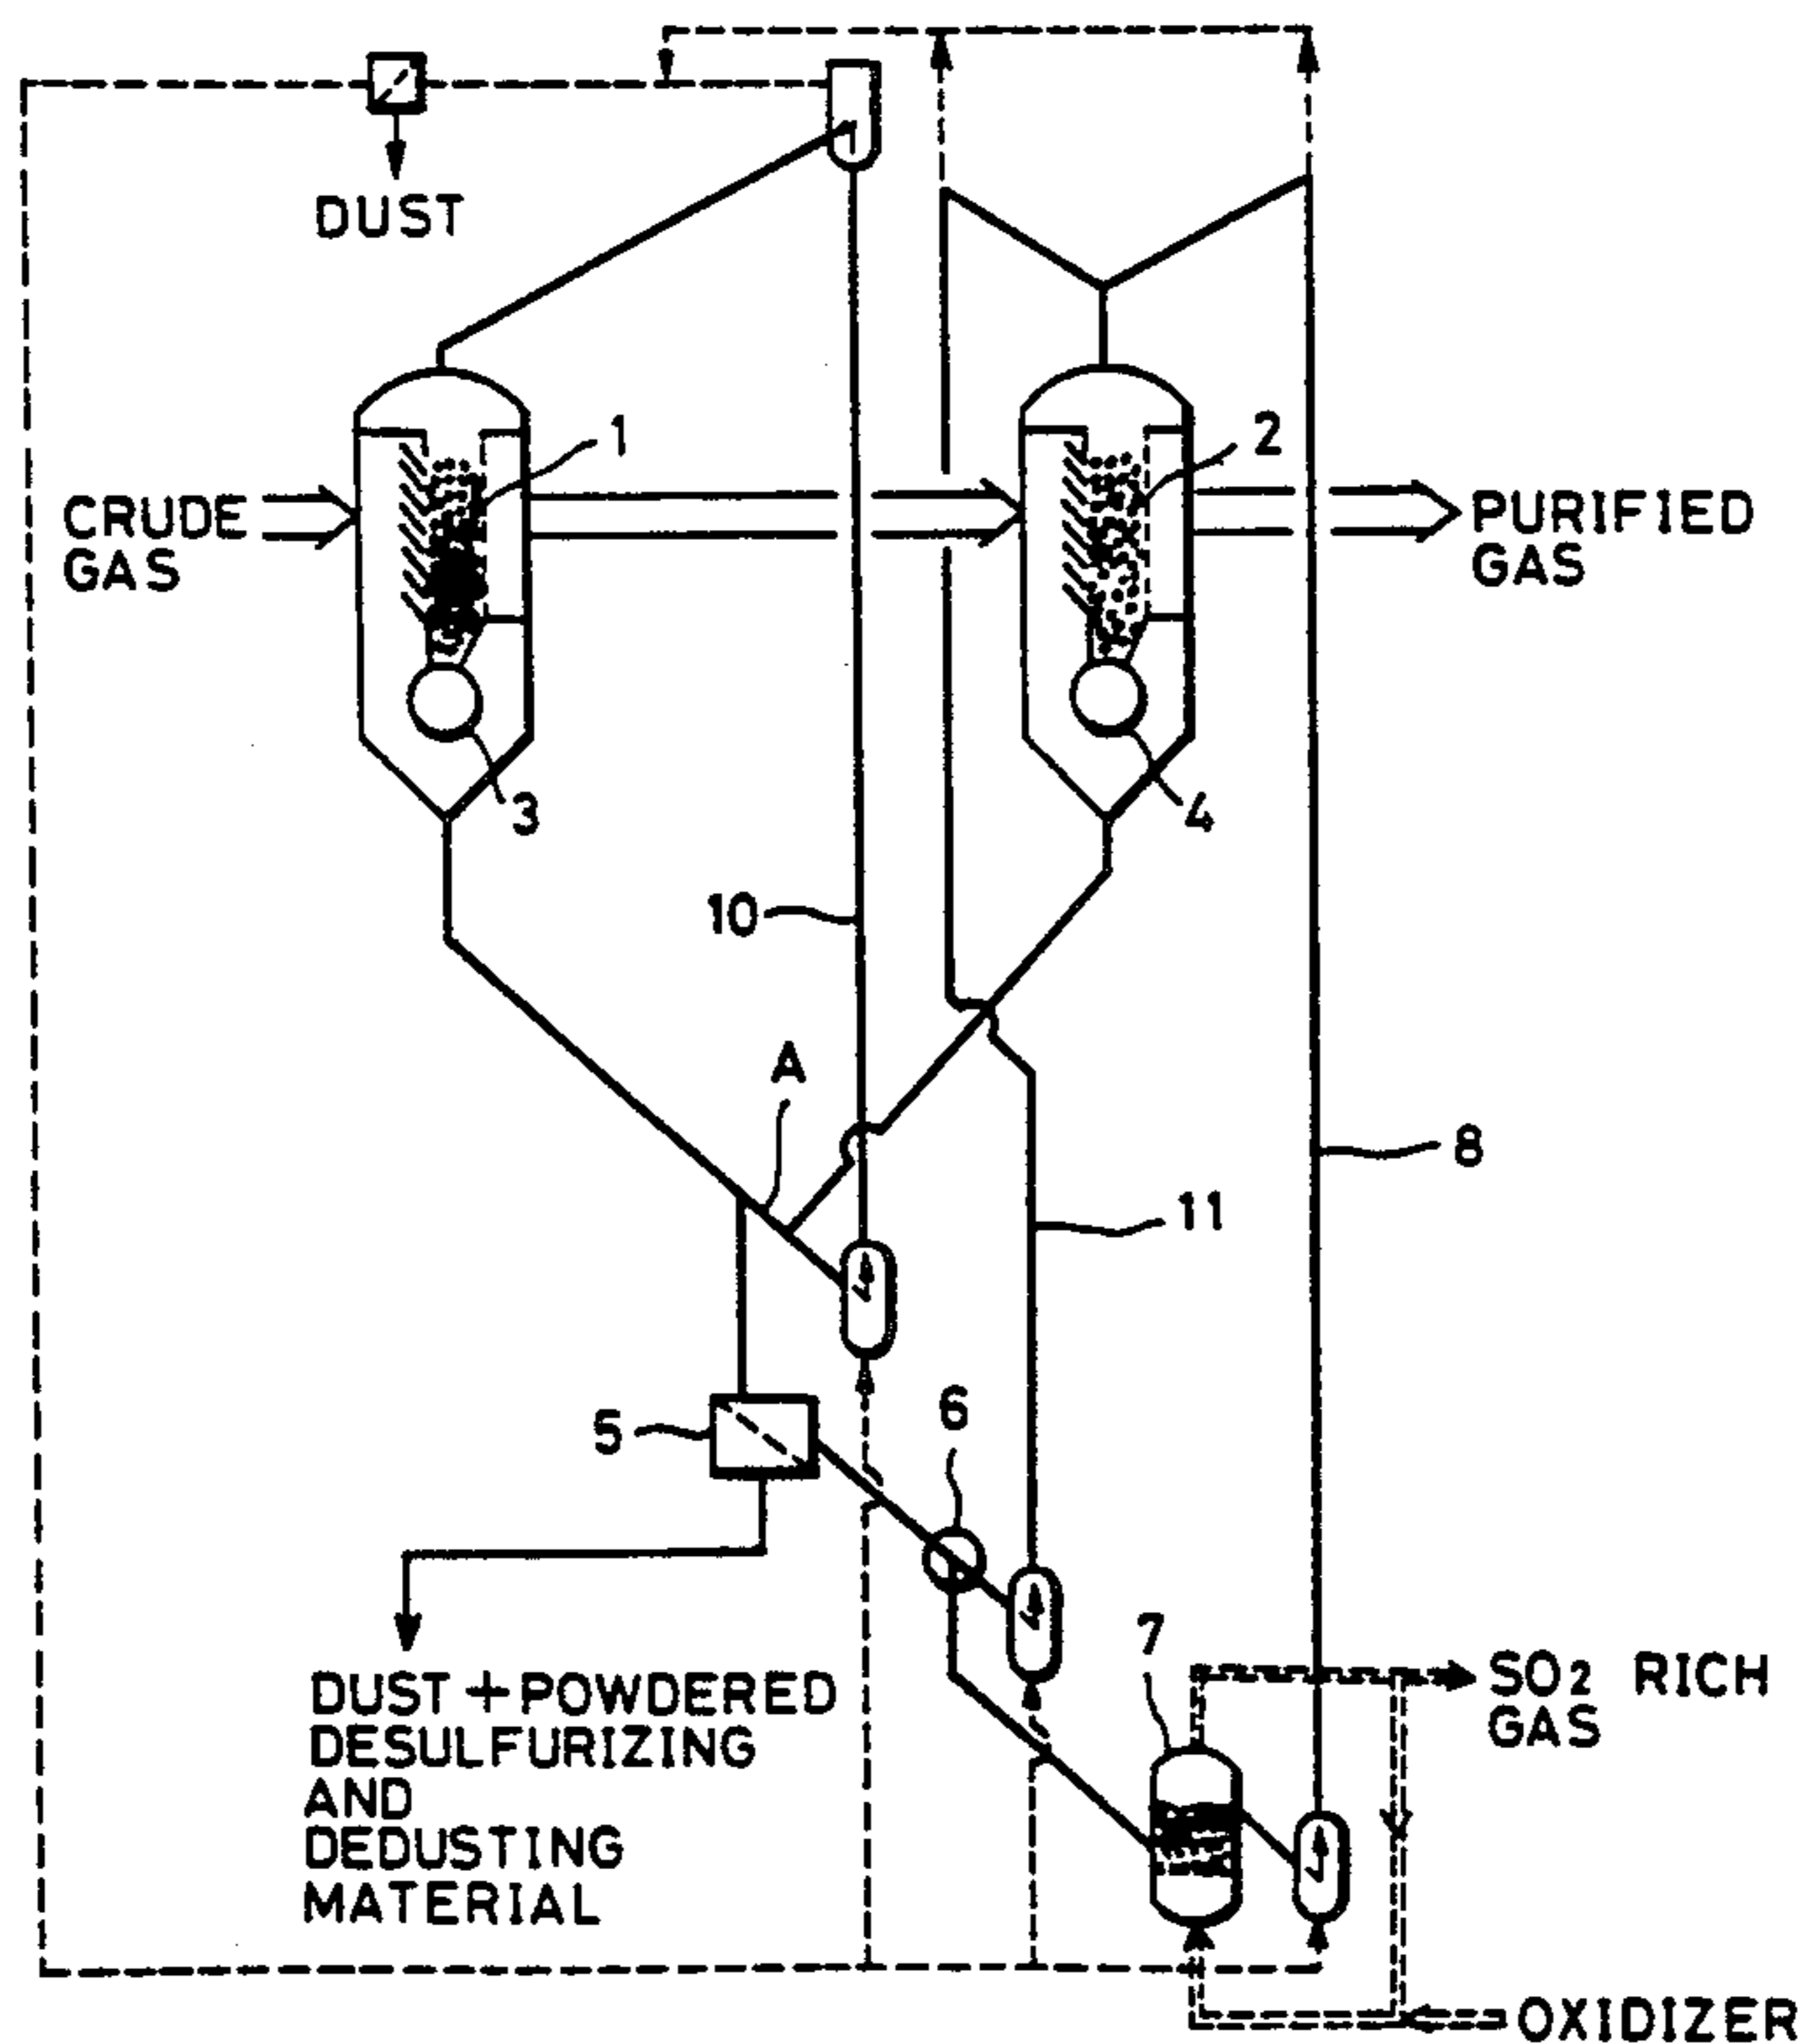 DUST
1
2
CRUDE
GAS
PURIFIED
GAS
3
4
10
A
8
11
5
6
7
DUST+POWDERED
DESULFURIZING
AND
DEDUSTING
MATERIAL
SO2 RICH
GAS
OXIDIZER